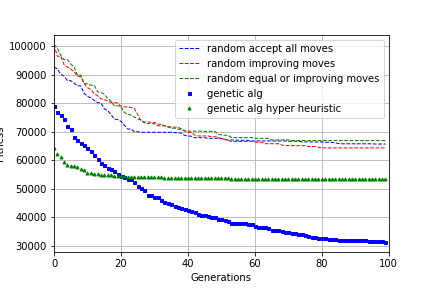 100000
90000
80000
70000
60000
50000
40000
30000
random accept all moves
random improving moves
random equal or improving moves
genetic alg
genetic alg hyper heuristic
0 20 40 60 80 100
Generations